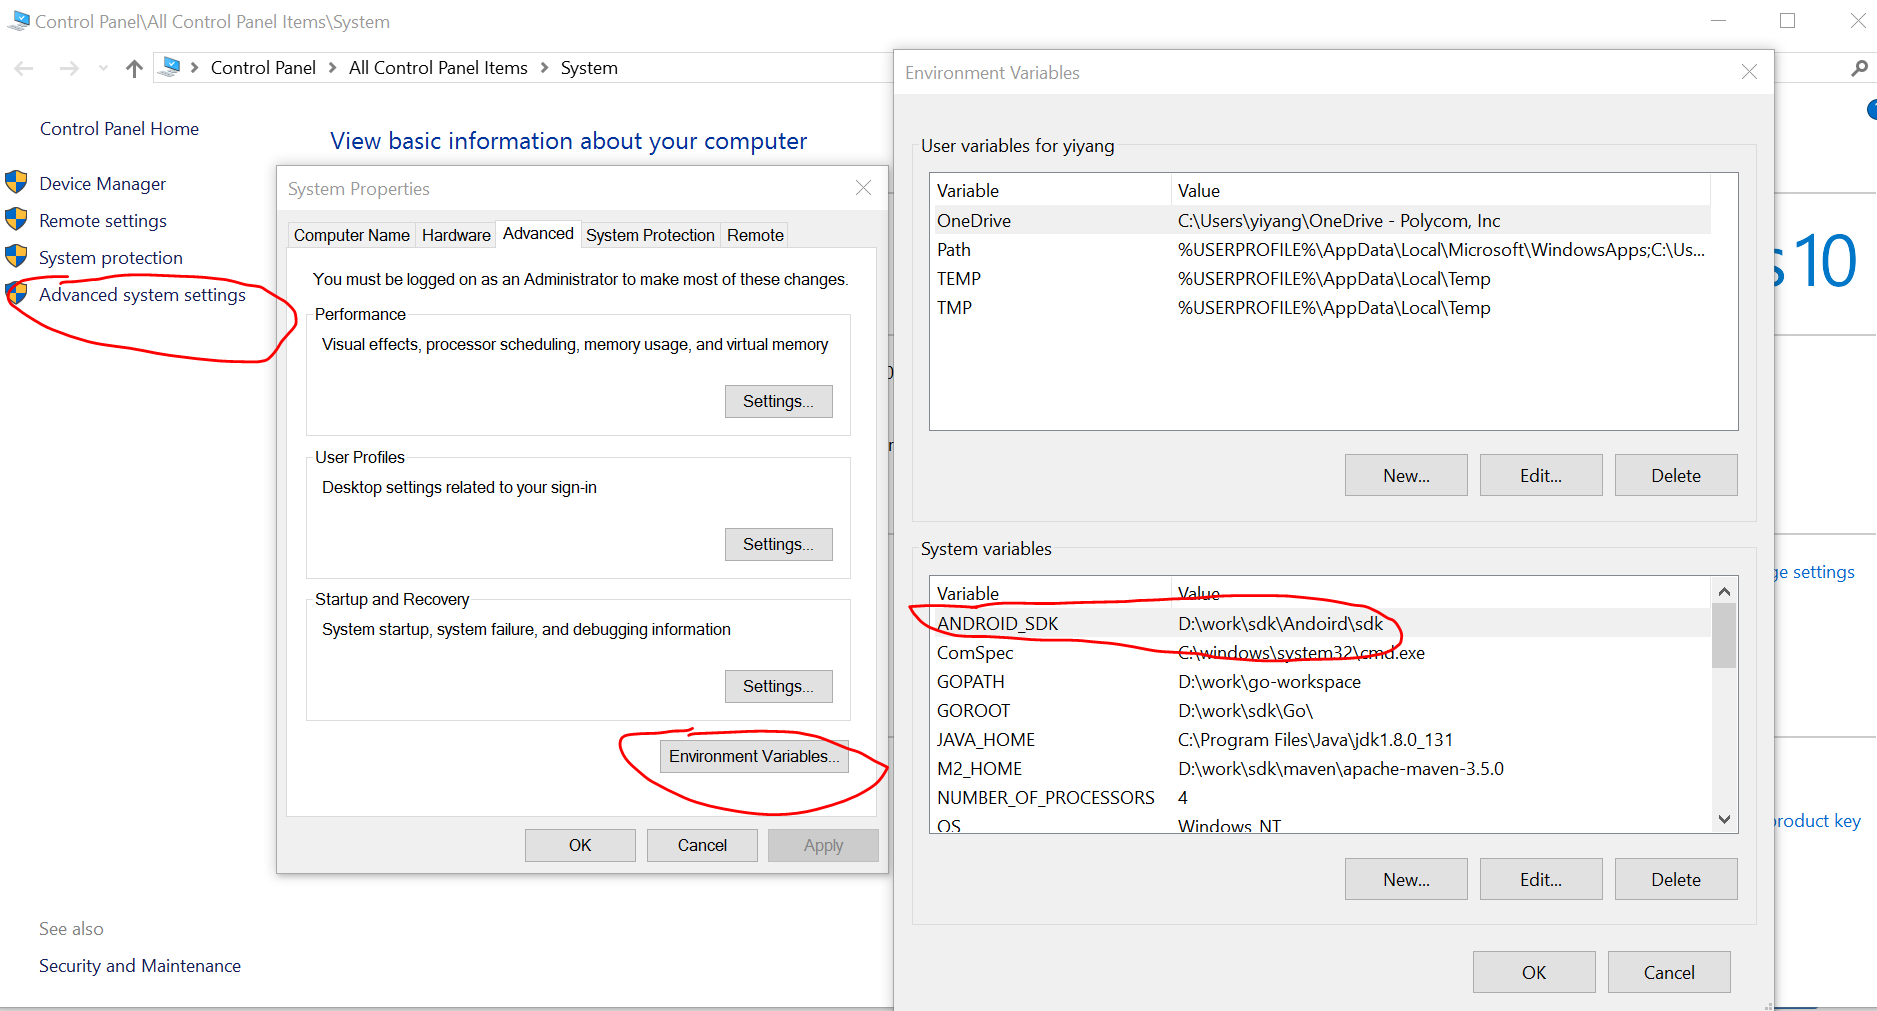 Control Panel\All Control Panel Items\System
Control Panel > All Control Panel Items > System
Control Panel Home
Device Manager
Remote settings
System protection
Advanced system settings
See also
Security and Maintenance
View basic information about your computer
System Properties
Computer Name Hardware Advanced System Protection Remote
You must be logged on as an Administrator to make most of these changes.
Performance
Visual effects, processor scheduling, memory usage, and virtual memory
Settings...
User Profiles
Desktop settings related to your sign-in
Settings...
Startup and Recovery
System startup, system failure, and debugging information
Settings...
Environment Variables...
OK Cancel Apply
Environment Variables
User variables for yiyang
Variable Value
OneDrive C:\Users\yiyang\OneDrive - Polycom, Inc
Path %USERPROFILE%\AppData\Local\Microsoft\WindowsApps;C:\Us...
TEMP %USERPROFILE%\AppData\Local\Temp
TMP %USERPROFILE%\AppData\Local\Temp
New... Edit... Delete
System variables
Variable Value
ANDROID_SDK D:\work\sdk\Andoird\sdk
ComSpec C:\windows\system32\cmd.exe
GOPATH D:\work\go-workspace
GOROOT D:\work\sdk\Go\
JAVA_HOME C:\Program Files\Java\jdk1.8.0_131
M2_HOME D:\work\sdk\maven\apache-maven-3.5.0
NUMBER_OF_PROCESSORS 4
OS Windows_NT
New... Edit... Delete
OK Cancel
s 10
ge settings
product key